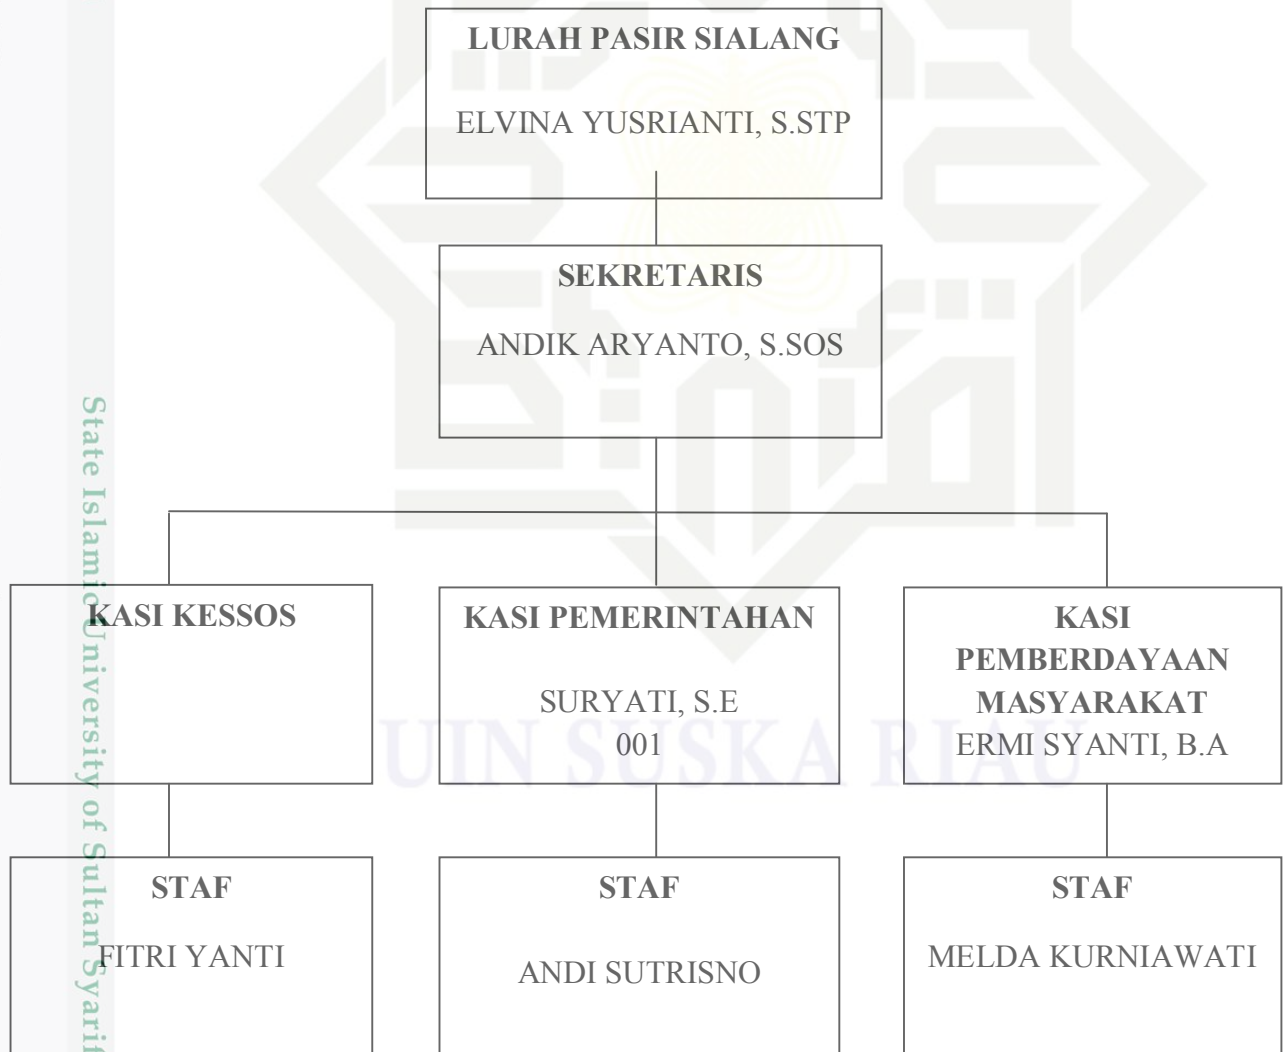 LURAH PASIR SIALANG
ELVINA YUSRIANTI, S.STP
SEKRETARIS
ANDIK ARYANTO, S.SOS
KASI KESSOS
KASI PEMERINTAHAN
SURYATI, S.E
001
KASI
PEMBERDAYAAN
MASYARAKAT
ERMI SYANTI, B.A
STAF
FITRI YANTI
STAF
ANDI SUTRISNO
STAF
MELDA KURNIAWATI
UIN SUSKA RIAU
State Islamic University of Sultan Syarif